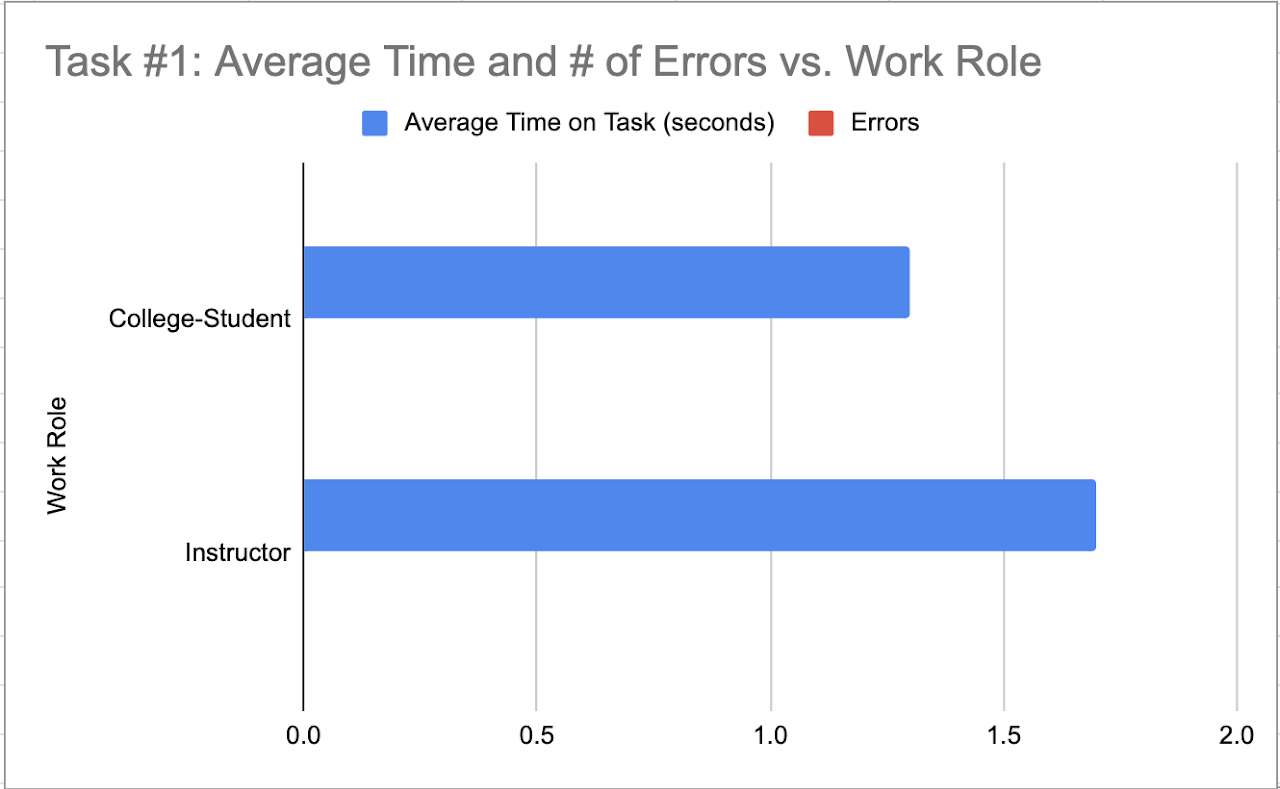 Task #1: Average Time and # of Errors vs. Work Role
Average Time on Task (seconds) Errors
College-Student
Work Role
Instructor
0.0 0.5 1.0 1.5 2.0